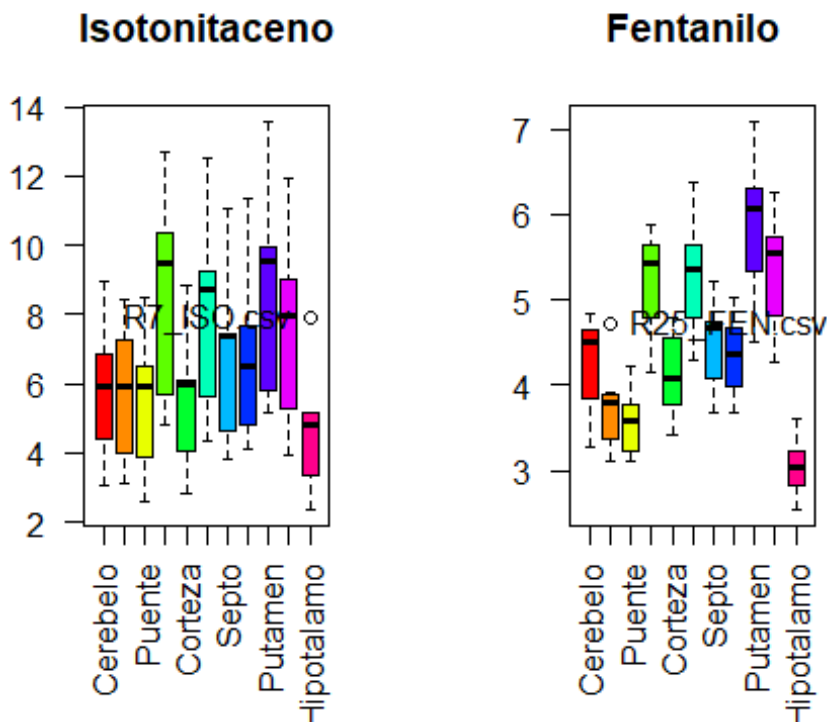 Isotonitaceno
14
12
10
8
6
4
2
R7_ISO.csv
Cerebelo
Puente
Corteza
Septo
Putamen
Hipotalamo
Fentanilo
7
6
5
4
3
R25_FEN.csv
Cerebelo
Puente
Corteza
Septo
Putamen
Hipotalamo